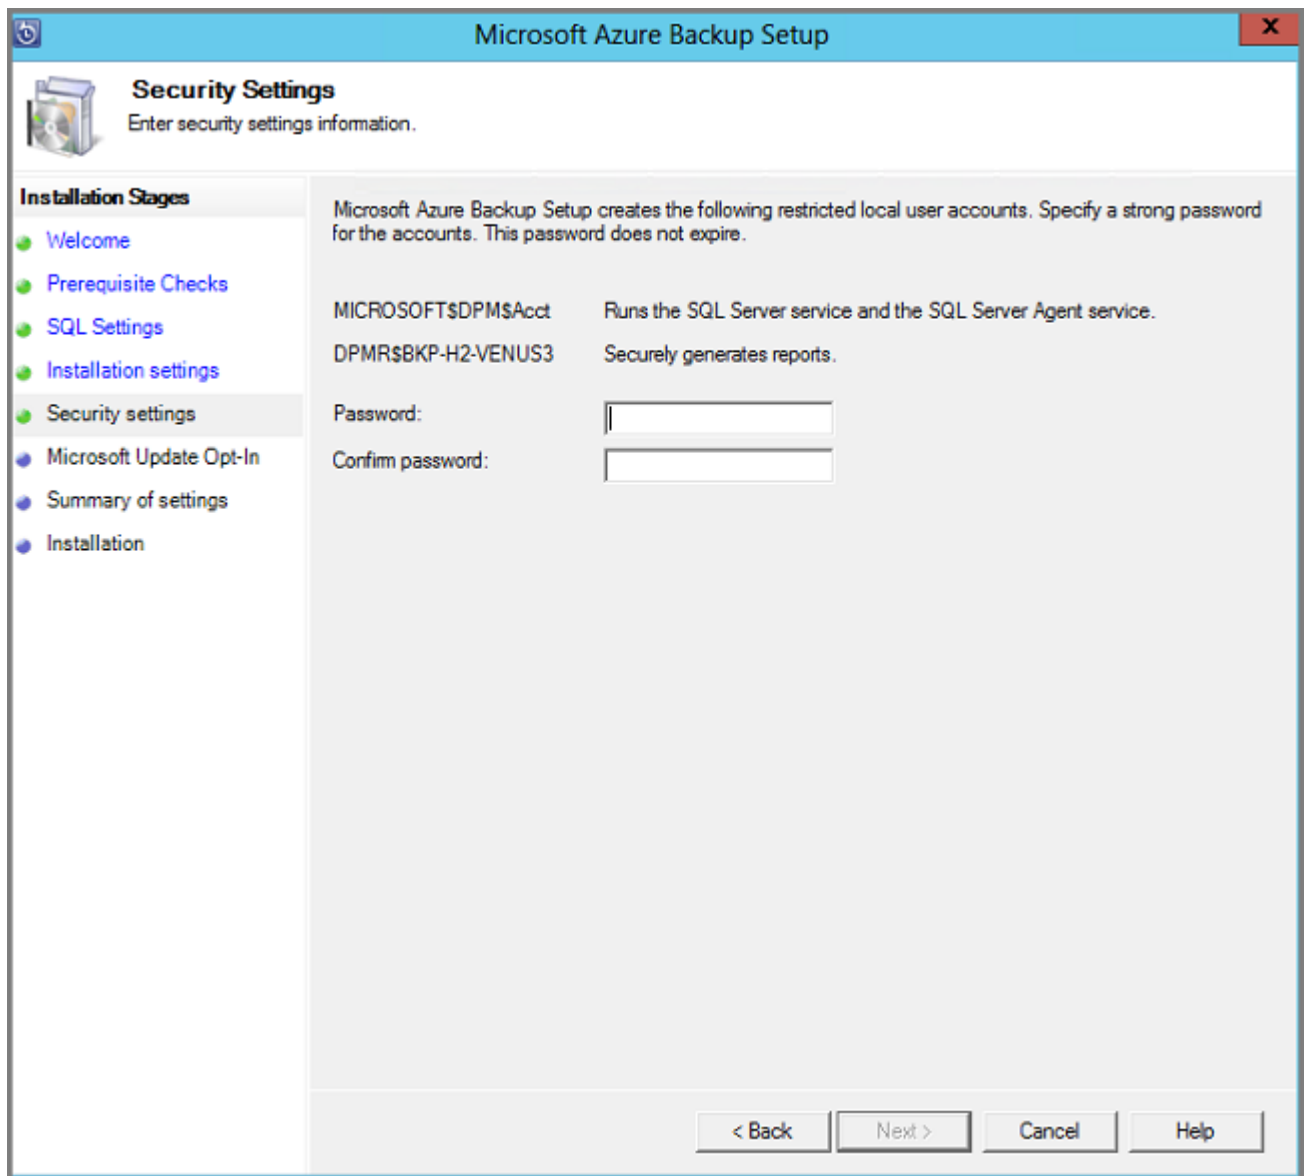 Microsoft Azure Backup Setup
X
Security Settings
Enter security settings information.
Installation Stages
Welcome
Prerequisite Checks
SQL Settings
Installation settings
Security settings
Microsoft Update Opt-In
Summary of settings
Installation
Microsoft Azure Backup Setup creates the following restricted local user accounts. Specify a strong password
for the accounts. This password does not expire.
MICROSOFT$DPM$Acct Runs the SQL Server service and the SQL Server Agent service.
DPMR$BKP-H2-VENUS3 Securely generates reports.
Password:
Confirm password:
< Back Next > Cancel Help